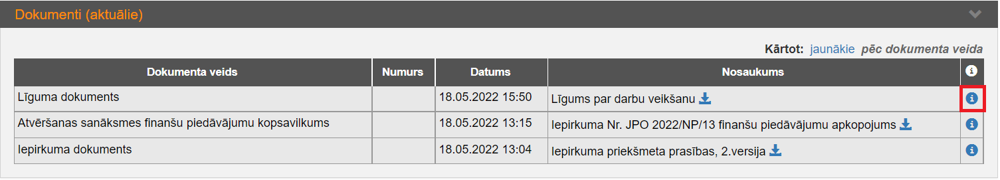 Dokumenti (aktuālie)
Kārtot: jaunākie pēc dokumenta veida
Dokumenta veids Numurs Datums Nosaukums
Līguma dokuments 18.05.2022 15:50 Līgums par darbu veikšanu
Atvēršanas sanāksmes finanšu piedāvājumu kopsavilkums 18.05.2022 13:15 Iepirkuma Nr. JPO 2022/NP/13 finanšu piedāvājumu apkopojums
Iepirkuma dokuments 18.05.2022 13:04 Iepirkuma priekšmeta prasības, 2.versija